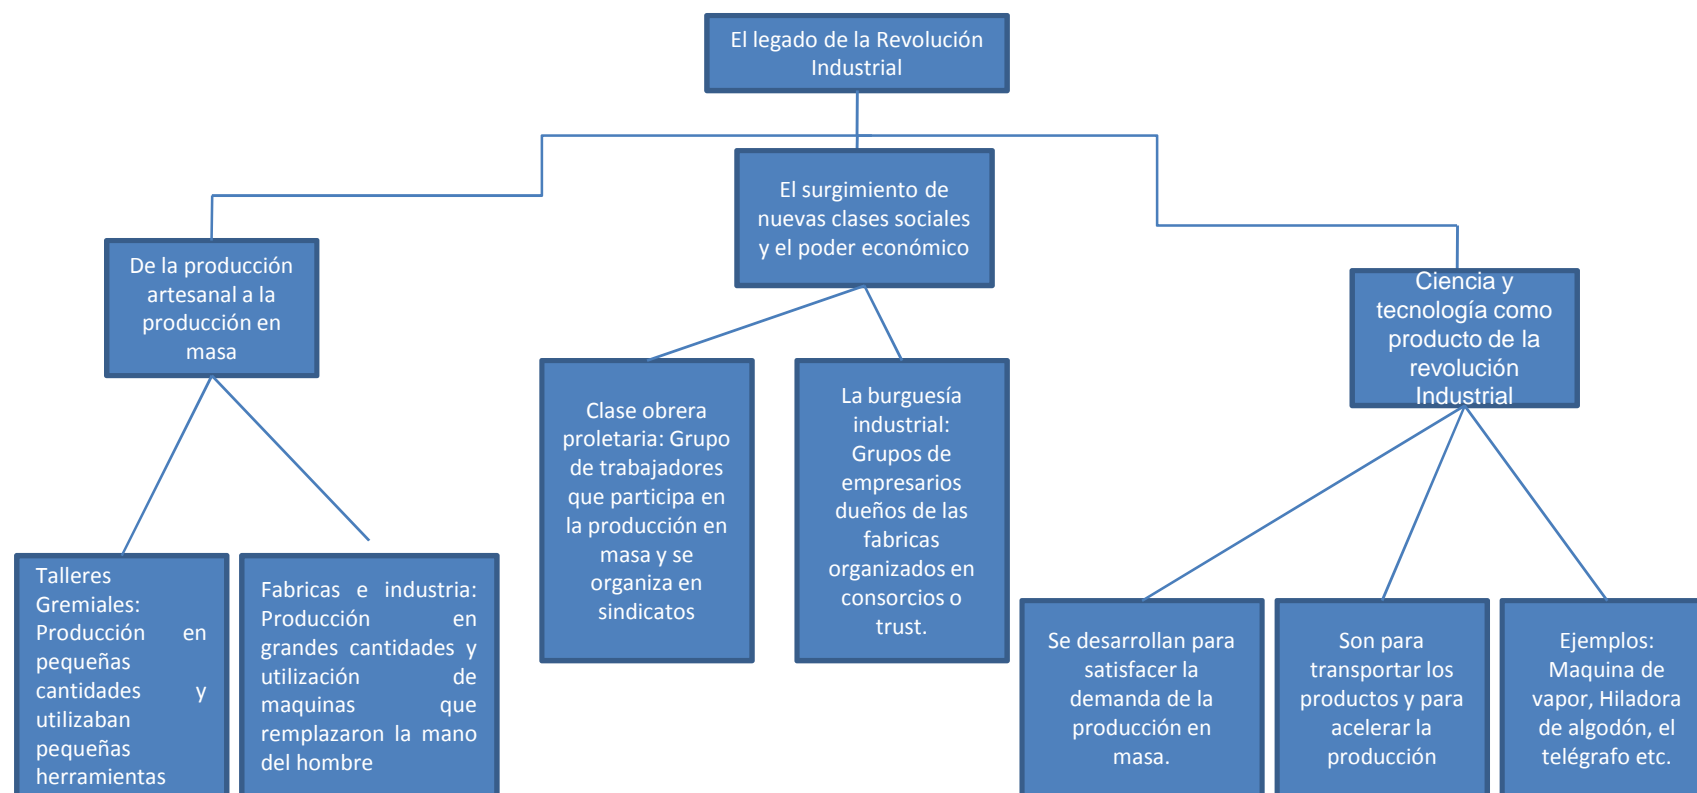 El legado de la Revolución
Industrial
El surgimiento de
nuevas clases sociales
y el poder económico
De la producción
artesanal a la
producción en
masa
Ciencia y
tecnología como
producto de la
revolución
Industrial
Clase obrera
proletaria: Grupo
de trabajadores
que participa en
la producción en
masa y se
organiza en
sindicatos
La burguesía
industrial:
Grupos de
empresarios
dueños de las
fabricas
organizados en
consorcios o
trust.
Talleres
Gremiales:
Producción en
pequeñas
cantidades y
utilizaban
pequeñas
herramientas
Fabricas e industria:
Producción en
grandes cantidades y
utilización de
maquinas que
remplazaron la mano
del hombre
Se desarrollan para
satisfacer la
demanda de la
producción en
masa.
Son para
transportar los
productos y para
acelerar la
producción
Ejemplos:
Maquina de
vapor, Hiladora
de algodón, el
telégrafo etc.